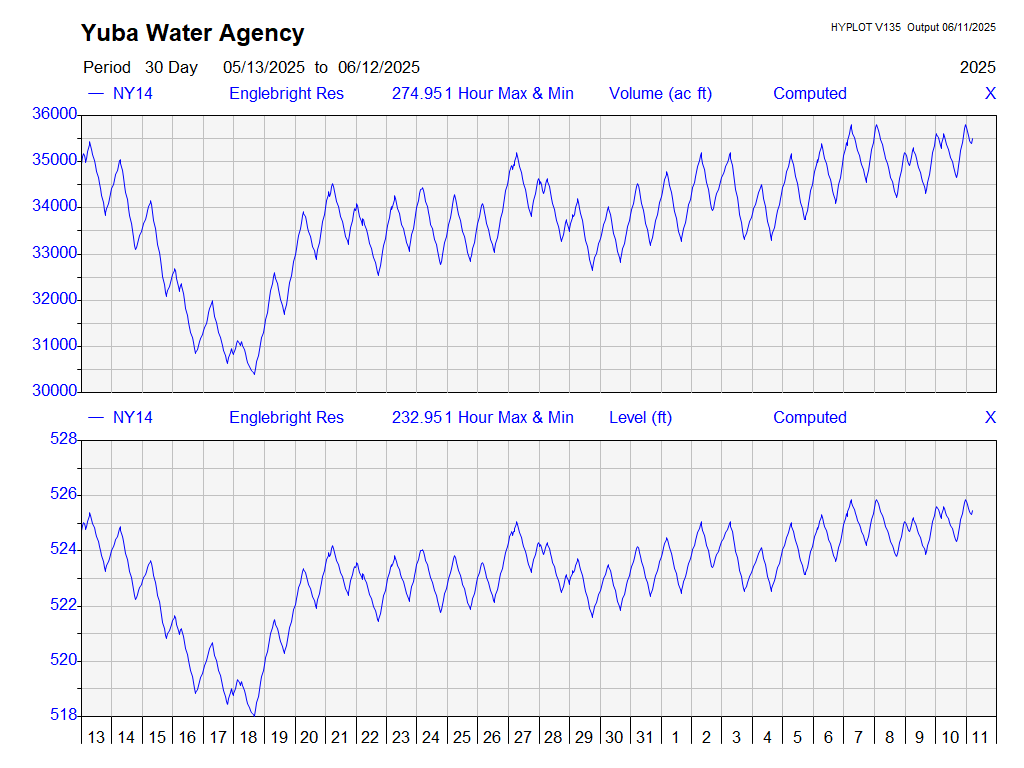 Yuba Water Agency
HYPLOT V135 Output 06/11/2025
Period 30 Day 05/13/2025 to 06/12/2025
2025
— NY14 Englebright Res 274.951 Hour Max & Min Volume (ac ft) Computed X
36000
35000
34000
33000
32000
31000
30000
— NY14 Englebright Res 232.951 Hour Max & Min Level (ft) Computed X
528
526
524
522
520
518
13 14 15 16 17 18 19 20 21 22 23 24 25 26 27 28 29 30 31 1 2 3 4 5 6 7 8 9 10 11